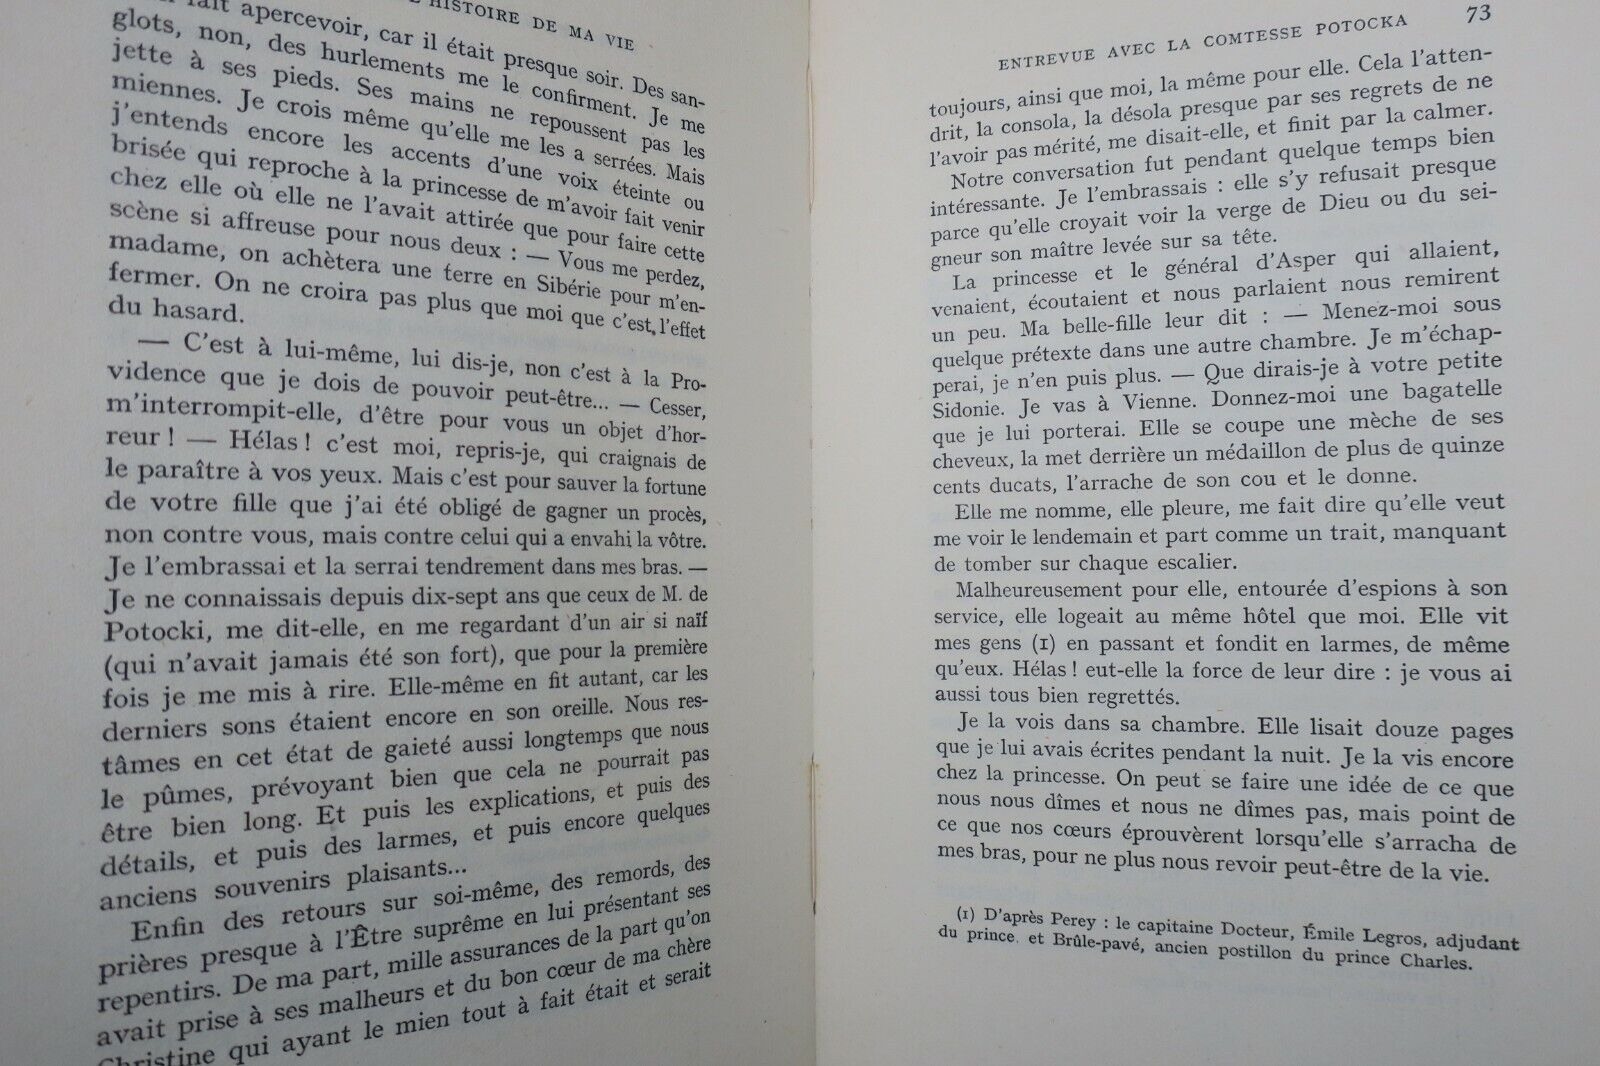 HISTOIRE DE MA VIE
fait apercevoir, car il était presque soir. Des san-
glots, non, des hurlements me le confirment. Je me
jette à ses pieds. Ses mains ne repoussent pas les
miennes. Je crois même qu'elle me les a serrées. Mais
j'entends encore les accents d'une voix éteinte ou
brisée qui reproche à la princesse de m'avoir fait venir
chez elle où elle ne l'avait attirée que pour faire cette
scène si affreuse pour nous deux : — Vous me perdez,
madame, on achètera une terre en Sibérie pour m'en-
fermer. On ne croira pas plus que moi que c'est l'effet
du hasard.
— C'est à lui-même, lui dis-je, non c'est à la Pro-
vidence que je dois de pouvoir peut-être... — Cesser,
m'interrompit-elle, d'être pour vous un objet d'hor-
reur ! — Hélas ! c'est moi, repris-je, qui craignais de
le paraître à vos yeux. Mais c'est pour sauver la fortune
de votre fille que j'ai été obligé de gagner un procès,
non contre vous, mais contre celui qui a envahi la vôtre.
Je l'embrassai et la serrai tendrement dans mes bras. —
Je ne connaissais depuis dix-sept ans que ceux de M. de
Potocki, me dit-elle, en me regardant d'un air si naïf
(qui n'avait jamais été son fort), que pour la première
fois je me mis à rire. Elle-même en fit autant, car les
derniers sons étaient encore en son oreille. Nous res-
tâmes en cet état de gaieté aussi longtemps que nous
le pûmes, prévoyant bien que cela ne pourrait pas
être bien long. Et puis les explications, et puis des
détails, et puis des larmes, et puis encore quelques
anciens souvenirs plaisants...
Enfin des retours sur soi-même, des remords, des
prières presque à l'Être suprême en lui présentant ses
repentirs. De ma part, mille assurances de la part qu'on
avait prise à ses malheurs et du bon cœur de ma chère
Christine qui ayant le mien tout à fait était et serait
ENTREVUE AVEC LA COMTESSE POTOCKA 73
toujours, ainsi que moi, la même pour elle. Cela l'atten-
drit, la consola, la désola presque par ses regrets de ne
l'avoir pas mérité, me disait-elle, et finit par la calmer.
Notre conversation fut pendant quelque temps bien
intéressante. Je l'embrassais : elle s'y refusait presque
parce qu'elle croyait voir la verge de Dieu ou du sei-
gneur son maître levée sur sa tête.
La princesse et le général d'Asper qui allaient,
venaient, écoutaient et nous parlaient nous remirent
un peu. Ma belle-fille leur dit : — Menez-moi sous
quelque prétexte dans une autre chambre. Je m'échap-
perai, je n'en puis plus. — Que dirais-je à votre petite
Sidonie. Je vas à Vienne. Donnez-moi une bagatelle
que je lui porterai. Elle se coupe une mèche de ses
cheveux, la met derrière un médaillon de plus de quinze
cents ducats, l'arrache de son cou et le donne.
Elle me nomme, elle pleure, me fait dire qu'elle veut
me voir le lendemain et part comme un trait, manquant
de tomber sur chaque escalier.
Malheureusement pour elle, entourée d'espions à son
service, elle logeait au même hôtel que moi. Elle vit
mes gens (1) en passant et fondit en larmes, de même
qu'eux. Hélas ! eut-elle la force de leur dire : je vous ai
aussi tous bien regrettés.
Je la vois dans sa chambre. Elle lisait douze pages
que je lui avais écrites pendant la nuit. Je la vis encore
chez la princesse. On peut se faire une idée de ce que
nous nous dîmes et nous ne dîmes pas, mais point de
ce que nos cœurs éprouvèrent lorsqu'elle s'arracha de
mes bras, pour ne plus nous revoir peut-être de la vie.
(1) D'après Perey : le capitaine Docteur, Émile Legros, adjudant
du prince et Brûle-pavé, ancien postillon du prince Charles.